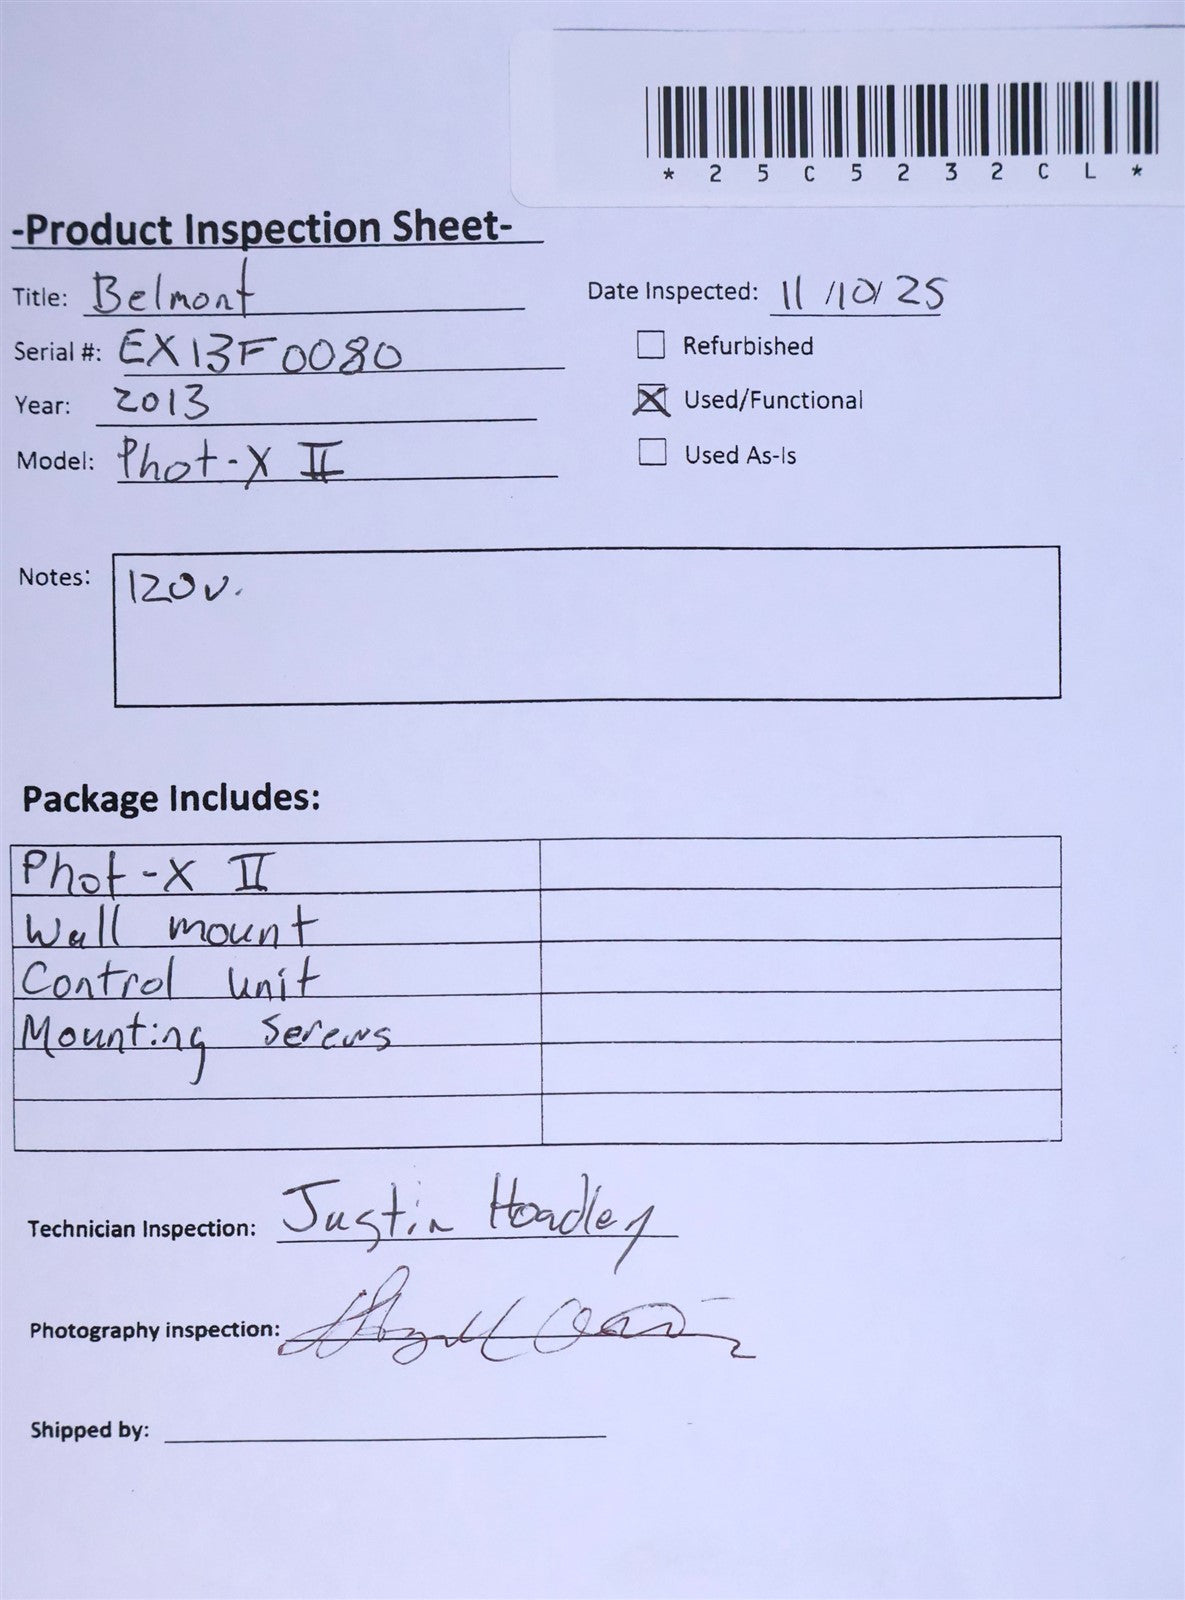 * 2 5 C 5 2 3 2 C L *
-Product Inspection Sheet-
Title: Belmont
Date Inspected: 11/10/25
Serial #: EX13F0080
Refurbished
Year: 2013
Used/Functional
Model: Phot-X II
Used As-Is
Notes: 120v.
Package Includes:
Phot-X II
Wall mount
Control unit
Mounting Screws
Technician Inspection: Justin Hoadley
Photography inspection:
Shipped by: